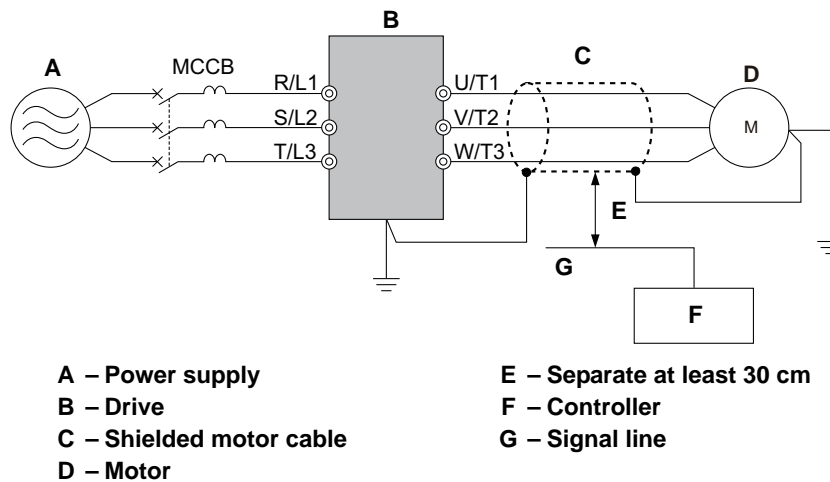 B
C
A
MCCB
D
R/L1
U/T1
S/L2
V/T2
M
T/L3
W/T3
E
G
F
A – Power supply
B – Drive
C – Shielded motor cable
D – Motor
E – Separate at least 30 cm
F – Controller
G – Signal line